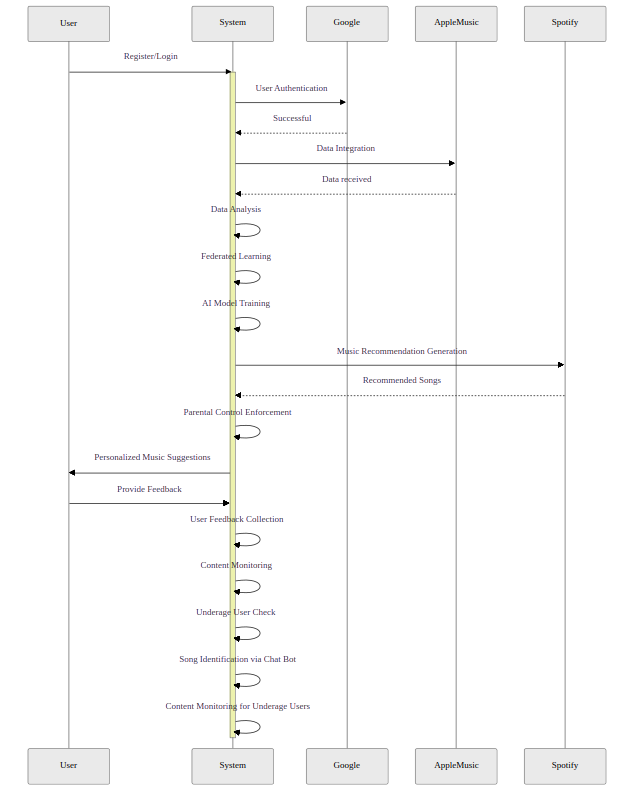 User
System
Google
AppleMusic
Spotify
Register/Login
User Authentication
Successful
Data Integration
Data received
Data Analysis
Federated Learning
AI Model Training
Music Recommendation Generation
Recommended Songs
Parental Control Enforcement
Personalized Music Suggestions
Provide Feedback
User Feedback Collection
Content Monitoring
Underage User Check
Song Identification via Chat Bot
Content Monitoring for Underage Users
User
System
Google
AppleMusic
Spotify